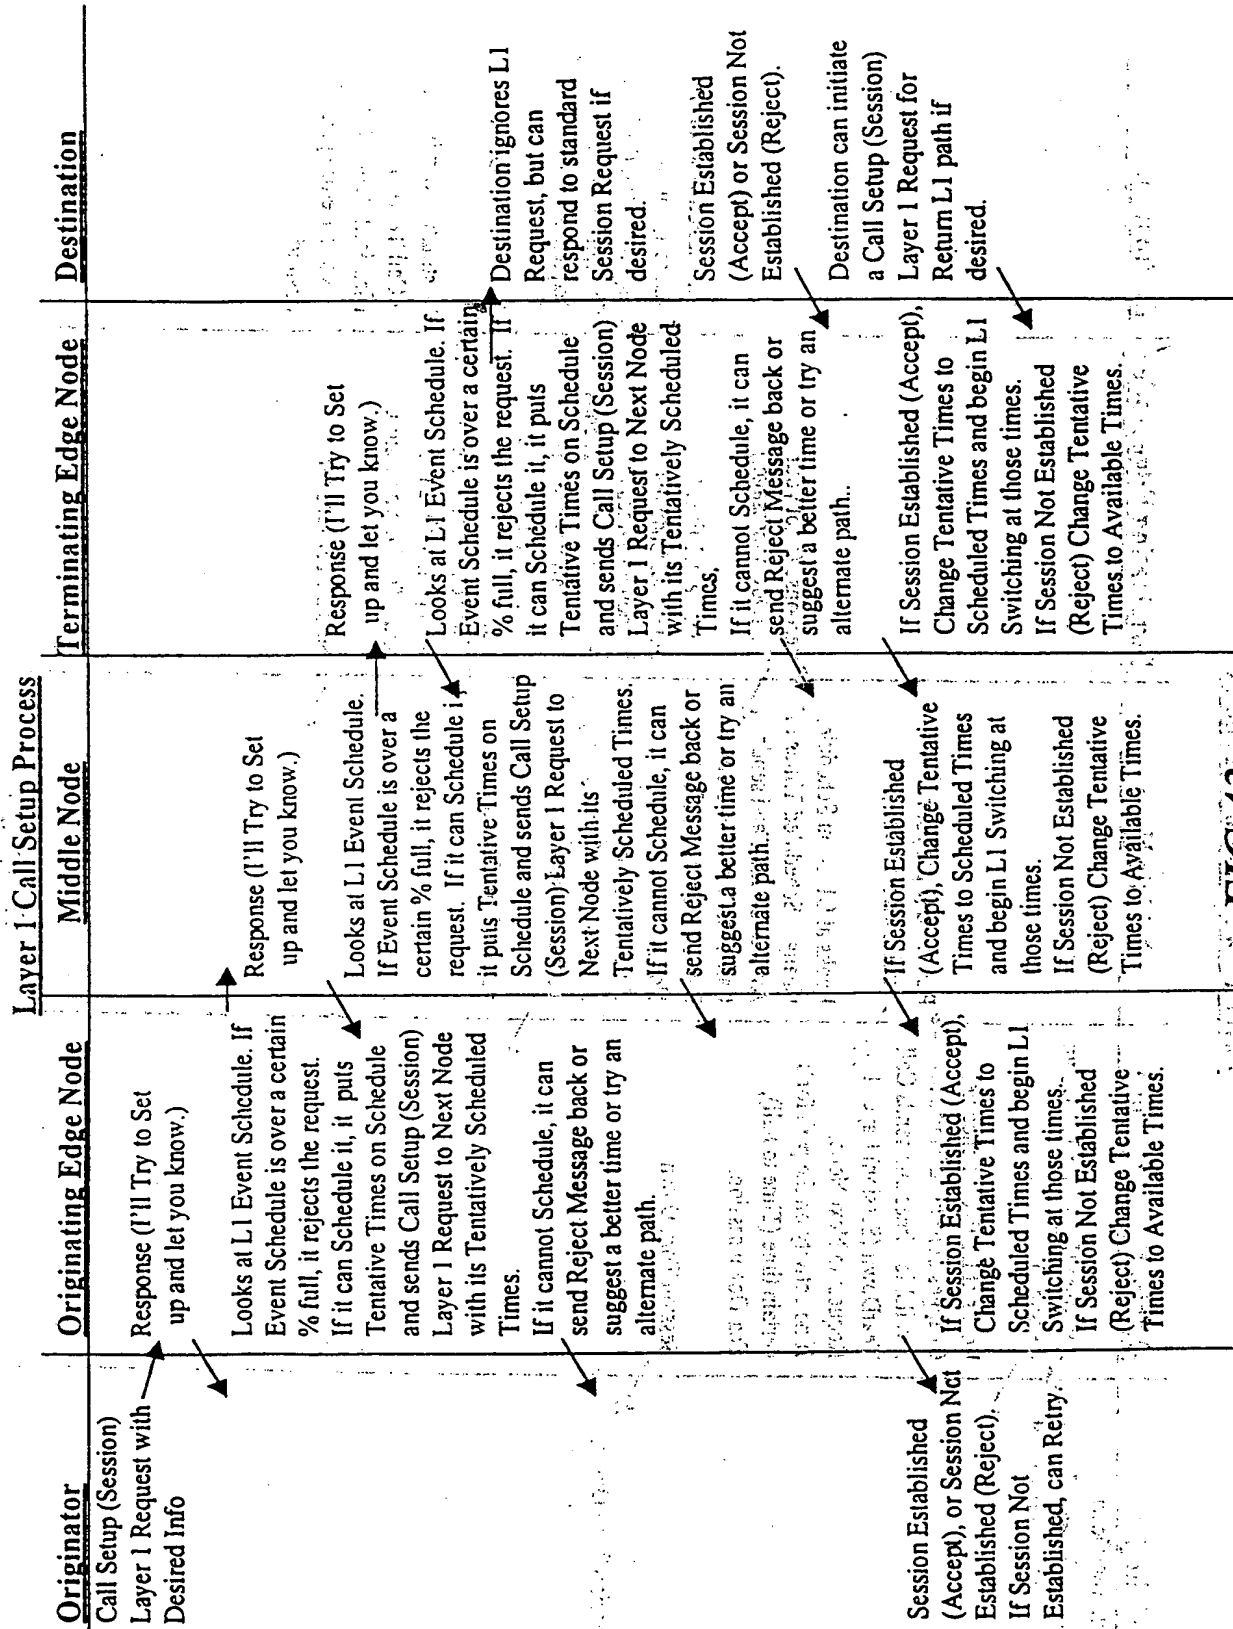 Layer 1 Call Setup Process
Originator
Call Setup (Session)
Layer 1 Request with
Desired Info
Session Established
(Accept), or Session Not
Established (Reject).
If Session Not
Established, can Retry.
Originating Edge Node
Response (I'll Try to Set
up and let you know.)
Looks at L1 Event Schedule. If
Event Schedule is over a certain
% full, it rejects the request.
If it can Schedule it, it puts
Tentative Times on Schedule
and sends Call Setup (Session)
Layer 1 Request to Next Node
with its Tentatively Scheduled
Times.
If it cannot Schedule, it can
send Reject Message back or
suggest a better time or try an
alternate path.
If Session Established (Accept),
Change Tentative Times to
Scheduled Times and begin L1
Switching at those times.
If Session Not Established
(Reject) Change Tentative
Times to Available Times.
Middle Node
Response (I'll Try to Set
up and let you know.)
Looks at L1 Event Schedule.
If Event Schedule is over a
certain % full, it rejects the
request. If it can Schedule i
it puts Tentative Times on
Schedule and sends Call Setup
(Session) Layer 1 Request to
Next Node with its
Tentatively Scheduled Times.
If it cannot Schedule, it can
send Reject Message back or
suggest a better time or try an
alternate path.
If Session Established
(Accept), Change Tentative
Times to Scheduled Times
and begin L1 Switching at
those times.
If Session Not Established
(Reject) Change Tentative
Times to Available Times.
Terminating Edge Node
Response (I'll Try to Set
up and let you know.)
Looks at L1 Event Schedule. If
Event Schedule is over a certain
% full, it rejects the request. If
it can Schedule it, it puts
Tentative Times on Schedule
and sends Call Setup (Session)
Layer 1 Request to Next Node
with its Tentatively Scheduled
Times.
If it cannot Schedule, it can
send Reject Message back or
suggest a better time or try an
alternate path..
If Session Established (Accept),
Change Tentative Times to
Scheduled Times and begin L1
Switching at those times.
If Session Not Established
(Reject) Change Tentative
Times to Available Times.
Destination
Destination ignores L1
Request, but can
respond to standard
Session Request if
desired.
Session Established
(Accept) or Session Not
Established (Reject).
Destination can initiate
a Call Setup (Session)
Layer 1 Request for
Return L1 path if
desired.